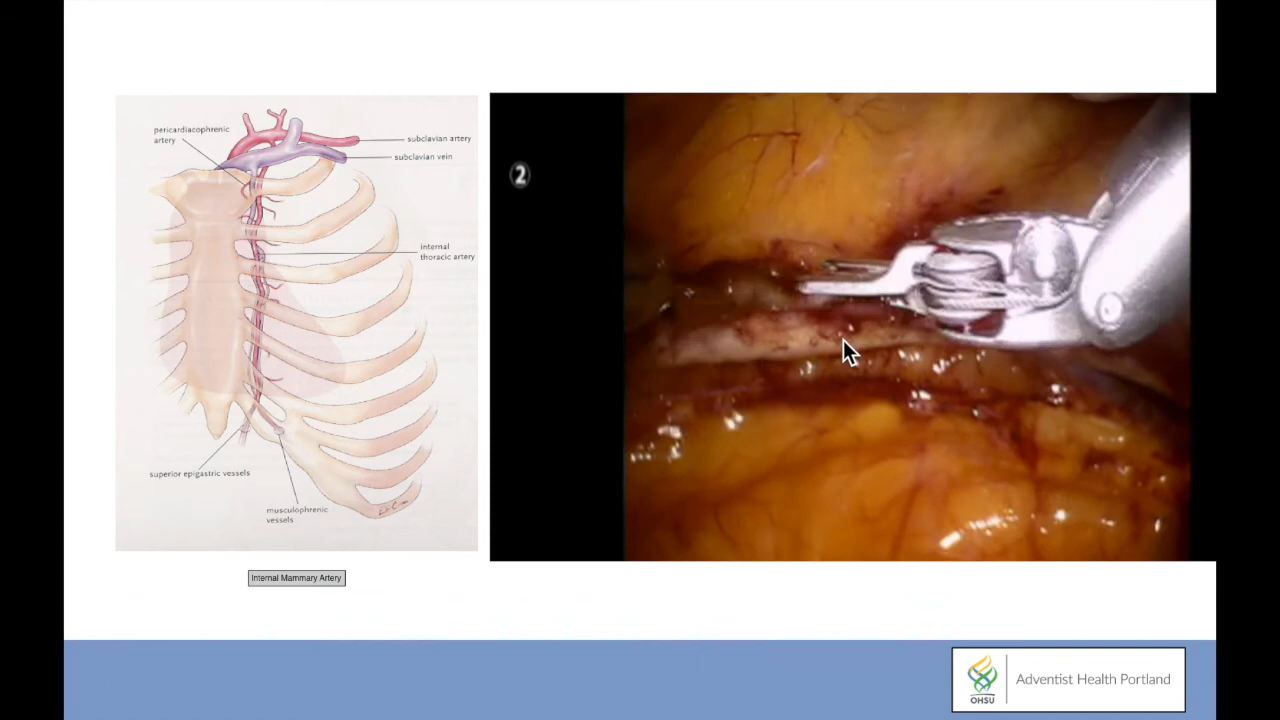 pericardiacophrenic
artery
subclavian artery
subclavian vein
internal
thoracic artery
superior epigastric vessels
musculophrenic
vessels
Internal Mammary Artery
2
OHSU
Adventist Health Portland